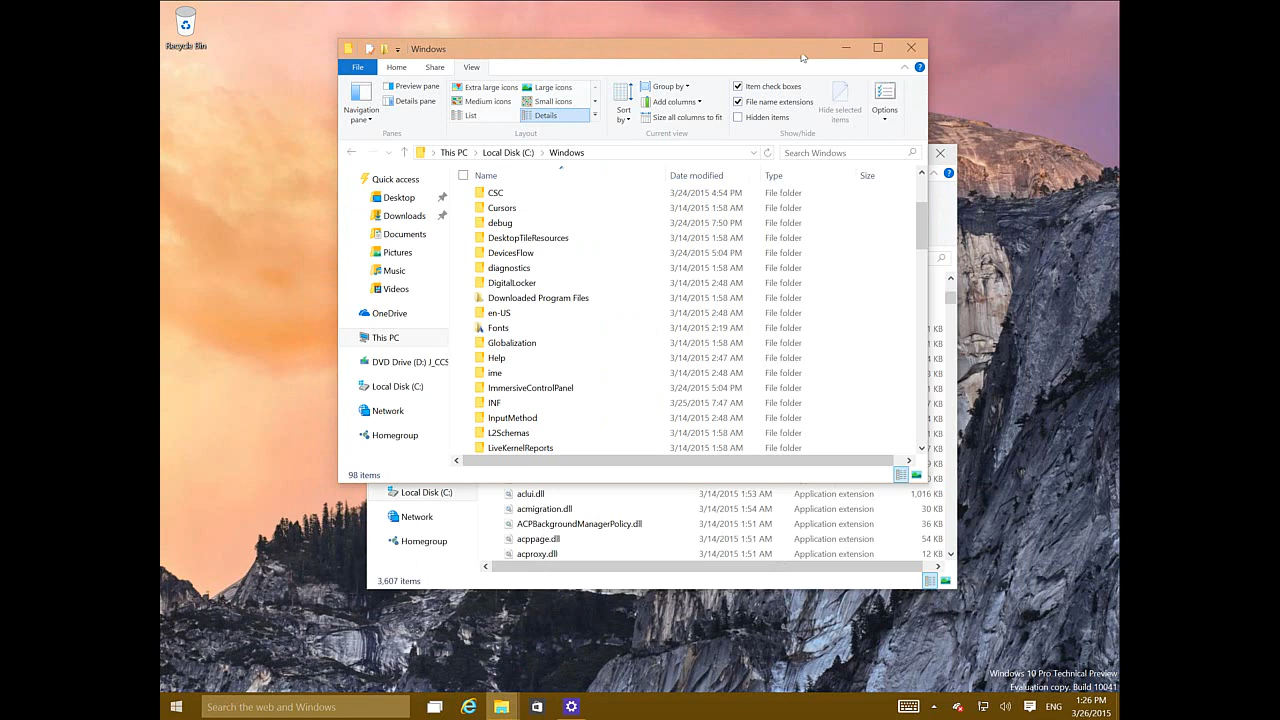 Recycle Bin
Windows
File Home Share View
Navigation pane
Preview pane
Details pane
Panes
Extra large icons Large icons
Medium icons Small icons
List Details
Layout
Sort by
Group by
Add columns
Size all columns to fit
Current view
Item check boxes
File name extensions
Hidden items
Hide selected items
Show/hide
Options
This PC Local Disk (C:) Windows
Search Windows
Quick access
Desktop
Downloads
Documents
Pictures
Music
Videos
OneDrive
This PC
DVD Drive (D:) J_CCS
Local Disk (C:)
Network
Homegroup
Name Date modified Type Size
CSC 3/24/2015 4:54 PM File folder
Cursors 3/14/2015 1:58 AM File folder
debug 3/24/2015 7:50 PM File folder
DesktopTileResources 3/14/2015 1:58 AM File folder
DevicesFlow 3/24/2015 5:04 PM File folder
diagnostics 3/14/2015 1:58 AM File folder
DigitalLocker 3/14/2015 2:48 AM File folder
Downloaded Program Files 3/14/2015 1:58 AM File folder
en-US 3/14/2015 2:48 AM File folder
Fonts 3/14/2015 2:19 AM File folder
Globalization 3/14/2015 1:58 AM File folder
Help 3/14/2015 2:47 AM File folder
ime 3/14/2015 2:48 AM File folder
ImmersiveControlPanel 3/24/2015 5:04 PM File folder
INF 3/25/2015 7:47 AM File folder
InputMethod 3/14/2015 2:48 AM File folder
L2Schemas 3/14/2015 1:58 AM File folder
LiveKernelReports 3/14/2015 1:58 AM File folder
98 items
1 KB
4 KB
3 KB
0 KB
1 KB
2 KB
4 KB
1 KB
7 KB
9 KB
0 KB
Local Disk (C:)
Network
Homegroup
aclui.dll 3/14/2015 1:53 AM Application extension 1,016 KB
acmigration.dll 3/14/2015 1:54 AM Application extension 30 KB
ACPBackgroundManagerPolicy.dll 3/14/2015 1:51 AM Application extension 36 KB
acppage.dll 3/14/2015 1:51 AM Application extension 54 KB
acproxy.dll 3/14/2015 1:51 AM Application extension 12 KB
3,607 items
Windows 10 Pro Technical Preview
Evaluation copy. Build 10041
Search the web and Windows
ENG
1:26 PM
3/26/2015